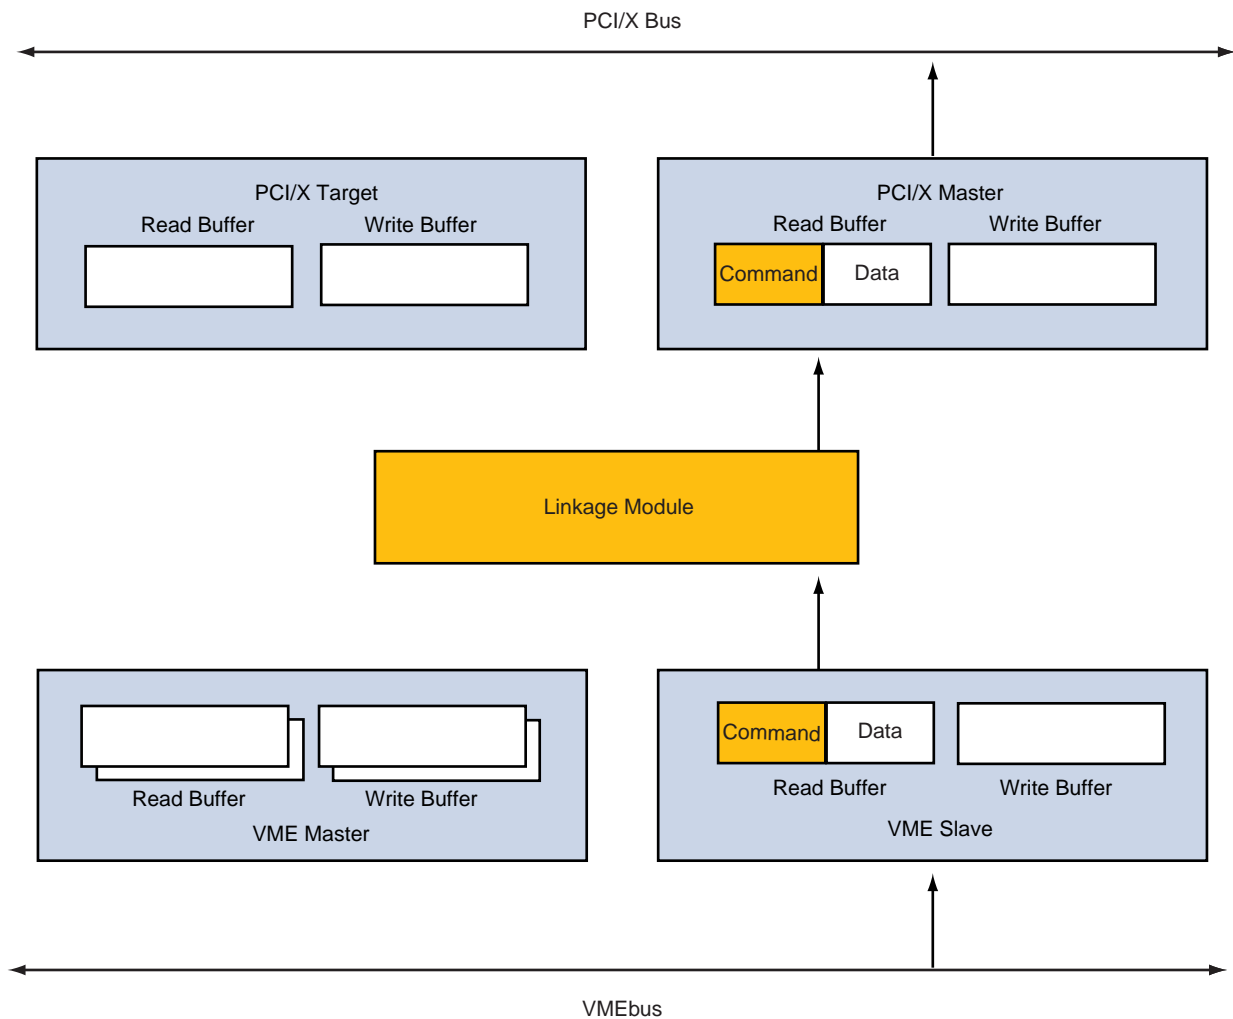 PCI/X Bus
PCI/X Target
Read Buffer
Write Buffer
PCI/X Master
Read Buffer
Write Buffer
Command
Data
Linkage Module
Read Buffer
Write Buffer
VME Master
Command
Data
Read Buffer
Write Buffer
VME Slave
VMEbus